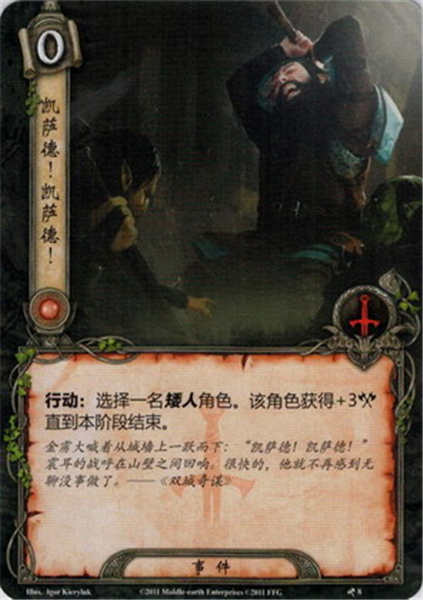 0
凯萨德！凯萨德！
行动：选择一名矮人角色。该角色获得+3
直到本阶段结束。
金雳大喊着从城墙上一跃而下：“凯萨德！凯萨德！”
震耳的战呼在山壁之间回响。很快的，他就不再感到无
聊没事做了。——《双城奇谋》
事件
Illus. Igor Kieryluk ©2011 Middle-earth Enterprises ©2011 FFG 8